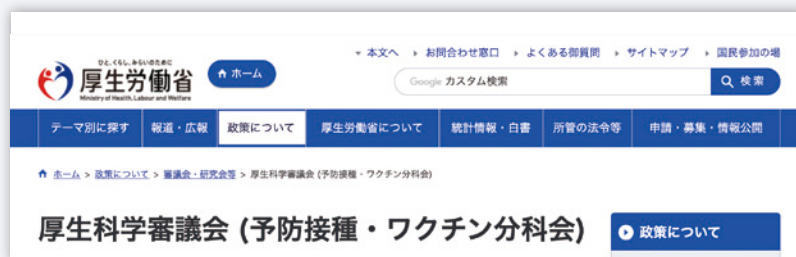 本文へ お問合わせ窓口 よくある御質問 サイトマップ 国民参加の場
ひと、くらし、みらいのために
厚生労働省
Ministry of Health, Labour and Welfare
ホーム
Google カスタム検索
検索
テーマ別に探す 報道・広報 政策について 厚生労働省について 統計情報・白書 所管の法令等 申請・募集・情報公開
ホーム > 政策について > 審議会・研究会等 > 厚生科学審議会 (予防接種・ワクチン分科会)
厚生科学審議会 (予防接種・ワクチン分科会)
政策について